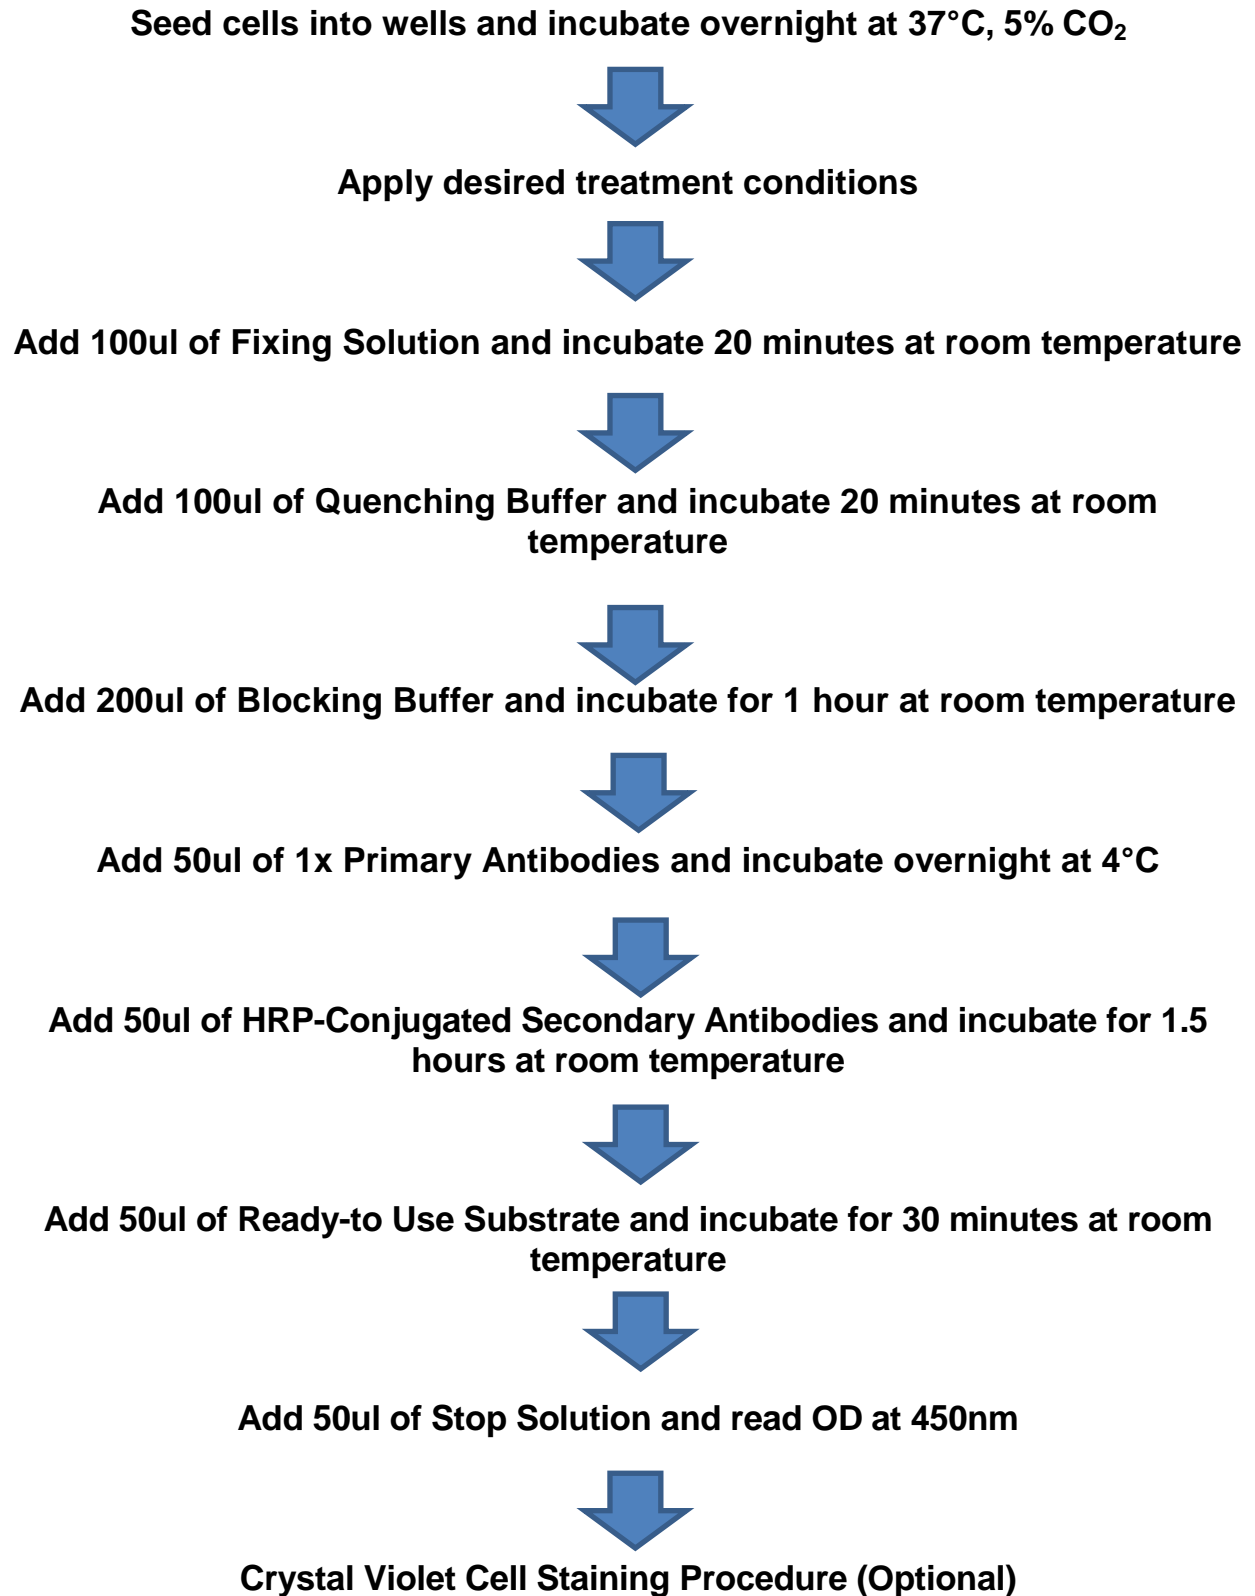 Seed cells into wells and incubate overnight at 37°C, 5% CO₂
Apply desired treatment conditions
Add 100ul of Fixing Solution and incubate 20 minutes at room temperature
Add 100ul of Quenching Buffer and incubate 20 minutes at room
temperature
Add 200ul of Blocking Buffer and incubate for 1 hour at room temperature
Add 50ul of 1x Primary Antibodies and incubate overnight at 4°C
Add 50ul of HRP-Conjugated Secondary Antibodies and incubate for 1.5
hours at room temperature
Add 50ul of Ready-to Use Substrate and incubate for 30 minutes at room
temperature
Add 50ul of Stop Solution and read OD at 450nm
Crystal Violet Cell Staining Procedure (Optional)